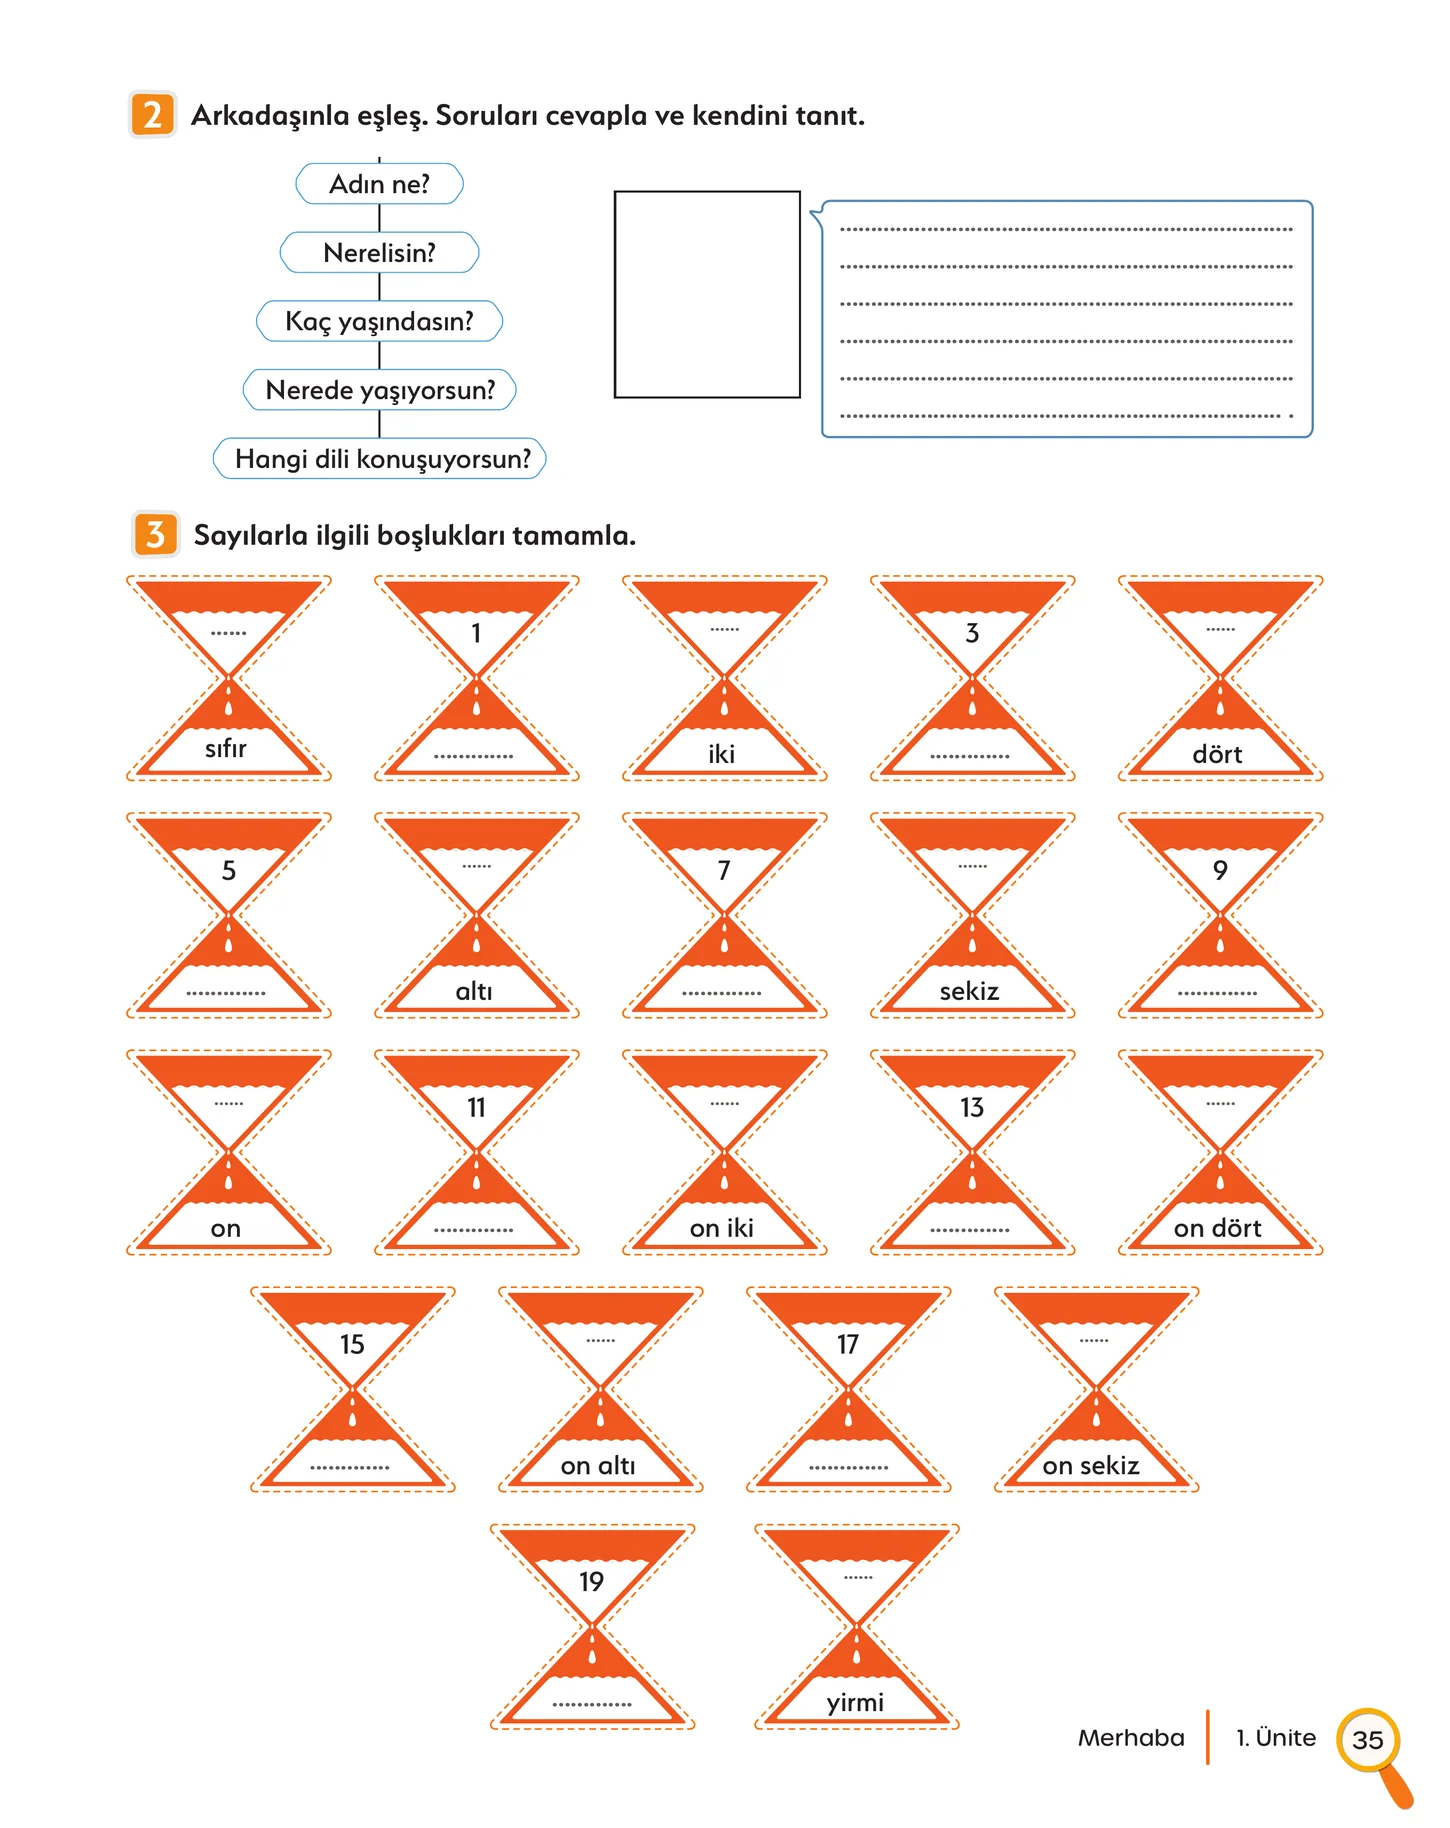 2 Arkadaşınla eşleş. Soruları cevapla ve kendini tanıt.
Adın ne?
Nerelisin?
Kaç yaşındasın?
Nerede yaşıyorsun?
Hangi dili konuşuyorsun?
3 Sayılarla ilgili boşlukları tamamla.
...... 1 ...... 3 ......
sıfır ............. iki ............. dört
5 ...... 7 ...... 9
............. altı ............. sekiz .............
...... 11 ...... 13 ......
on ............. on iki ............. on dört
15 ...... 17 ......
............. on altı ............. on sekiz
19 ......
............. yirmi
Merhaba 1. Ünite 35